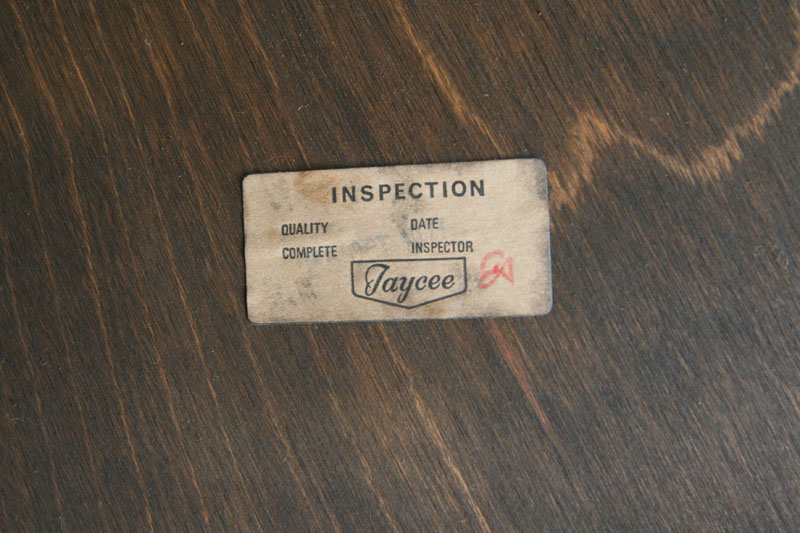 INSPECTION
QUALITY DATE
COMPLETE INSPECTOR
Jaycee